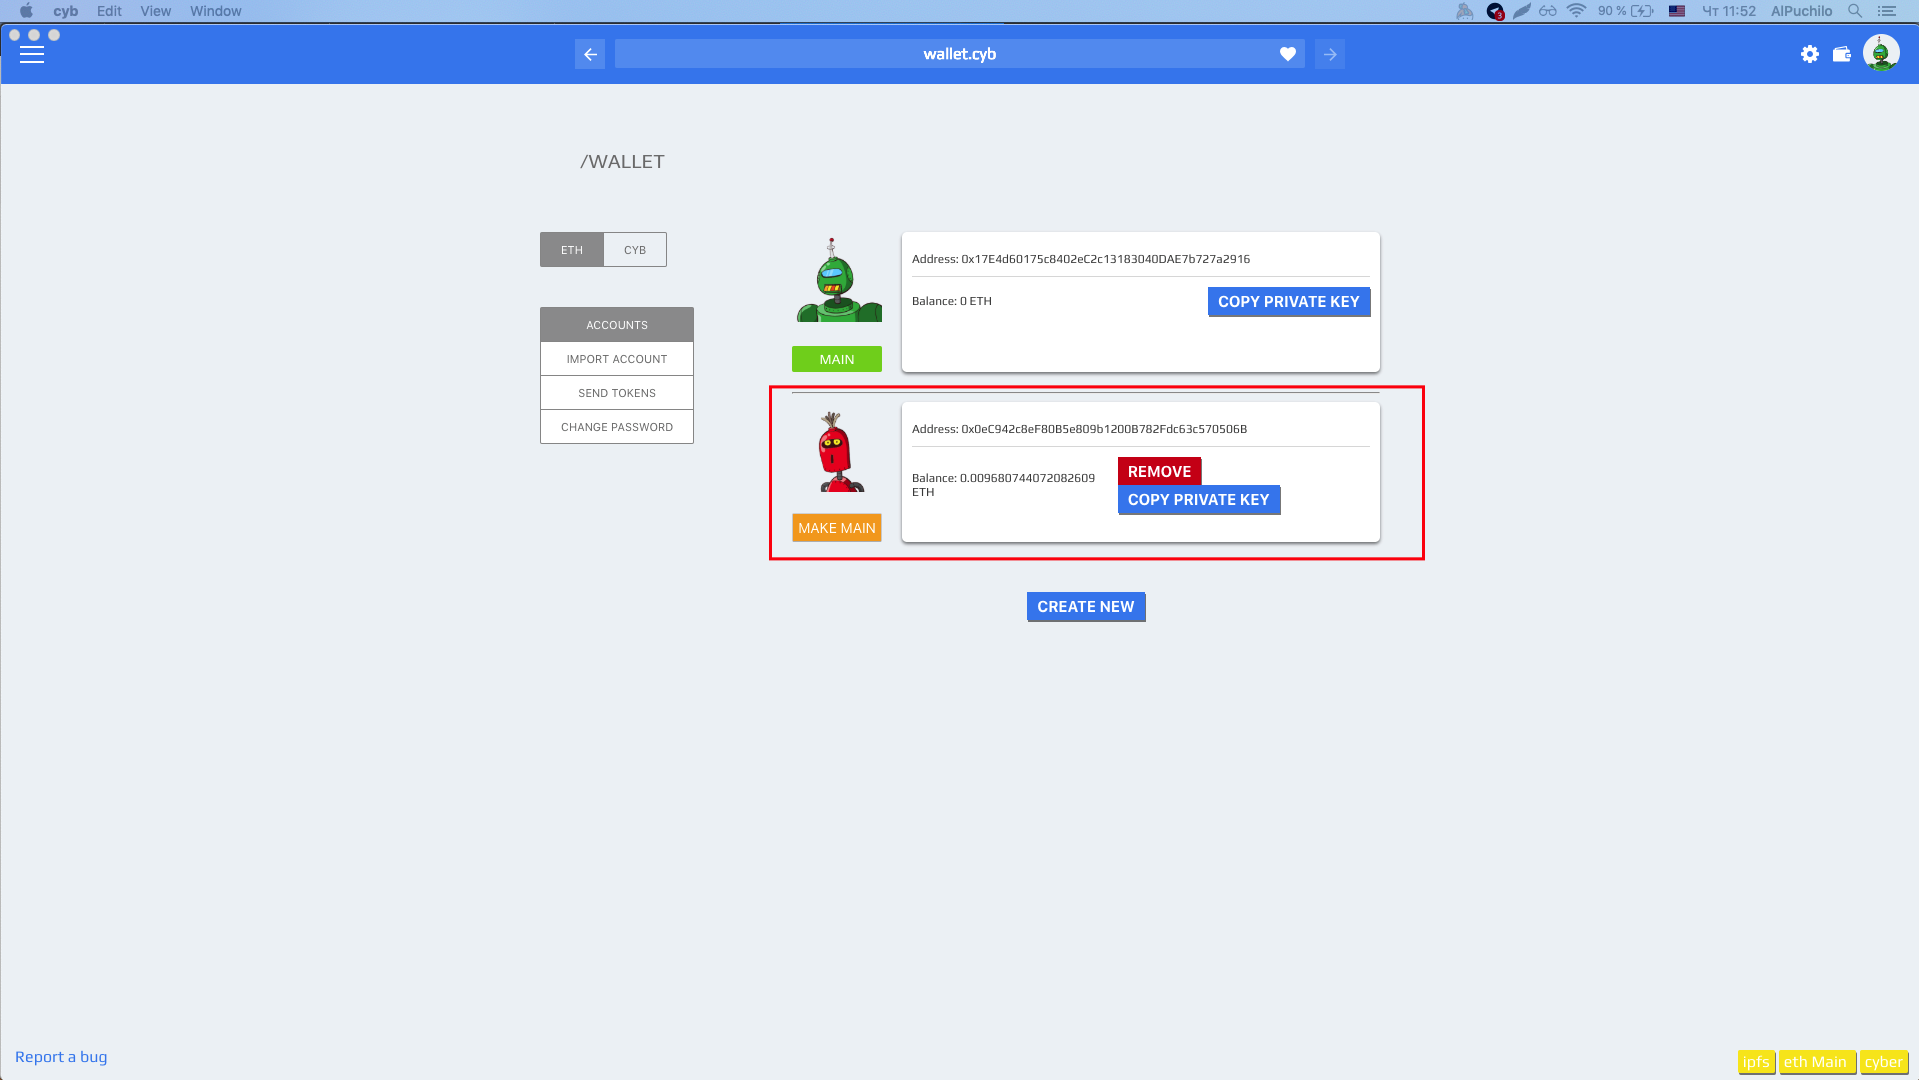 cyb Edit View Window
3 90 % Чт 11:52 AlPuchilo
wallet.cyb
/WALLET
ETH CYB
ACCOUNTS
IMPORT ACCOUNT
SEND TOKENS
CHANGE PASSWORD
Address: 0x17E4d60175c8402eC2c13183040DAE7b727a2916
Balance: 0 ETH
COPY PRIVATE KEY
MAIN
Address: 0x0eC942c8eF80B5e809b1200B782Fdc63c570506B
Balance: 0.009680744072082609
ETH
REMOVE
COPY PRIVATE KEY
MAKE MAIN
CREATE NEW
Report a bug
ipfs eth Main cyber